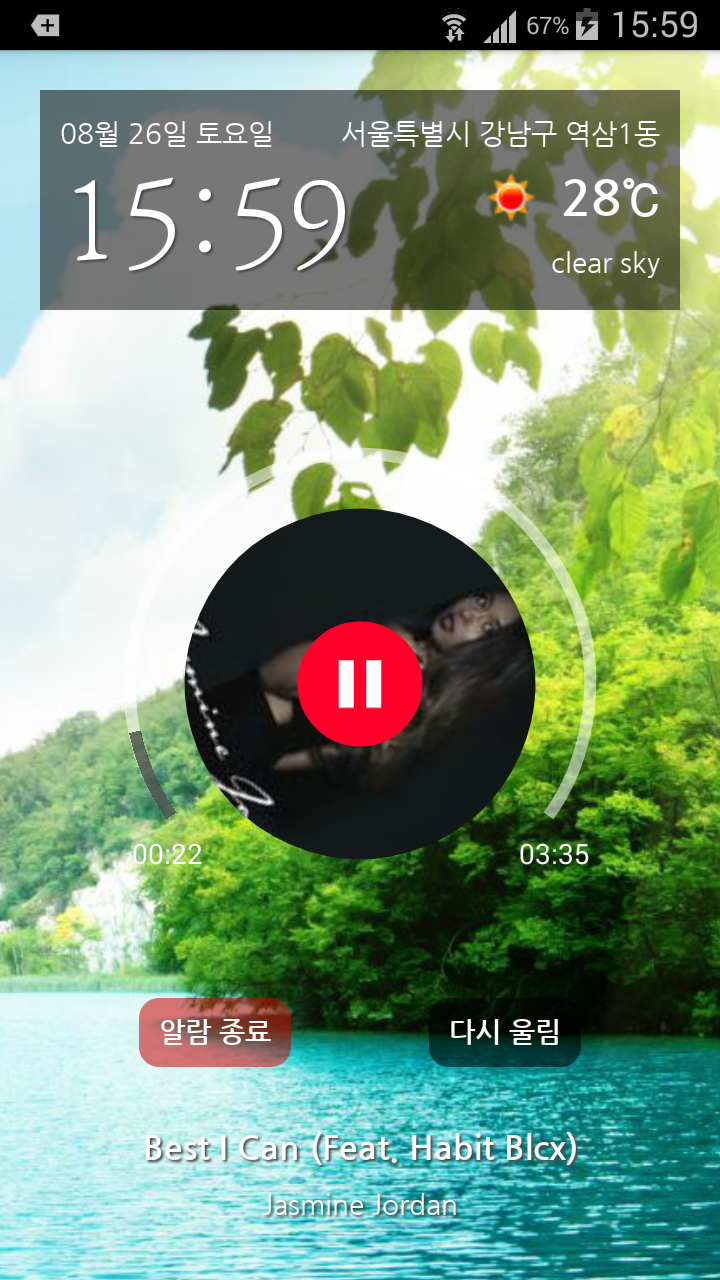 67% 15:59
08월 26일 토요일 서울특별시 강남구 역삼1동
15:59 28℃
clear sky
00:22 03:35
알람 종료 다시 울림
Best I Can (Feat. Habit Blcx)
Jasmine Jordan